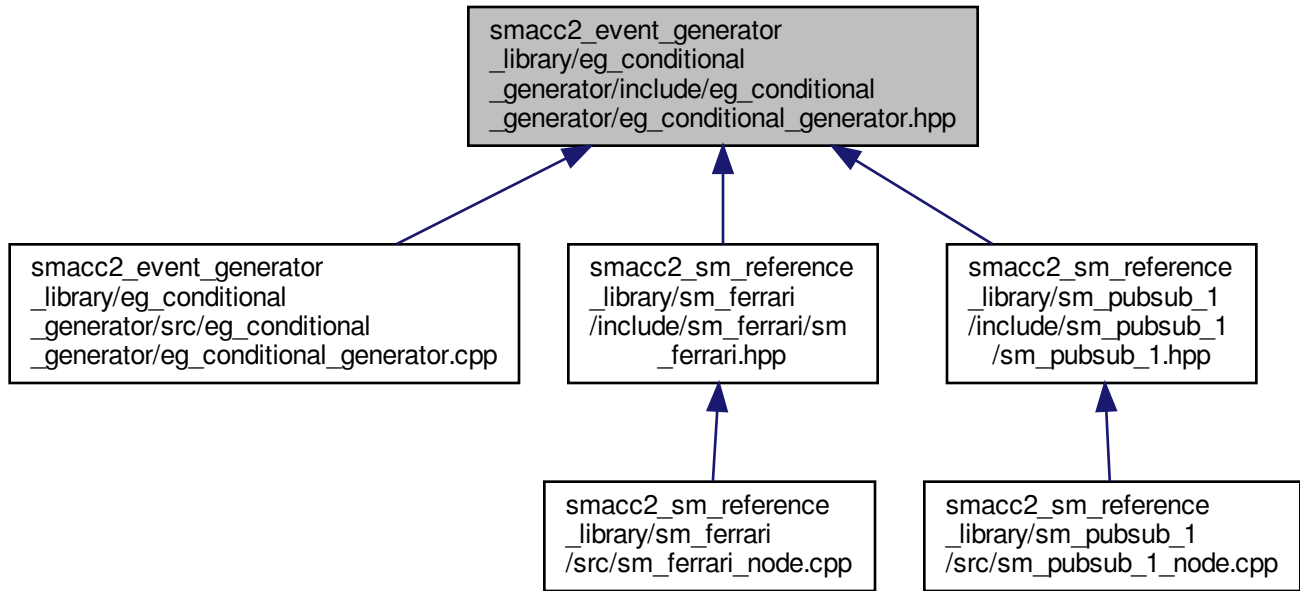 smacc2_event_generator
_library/eg_conditional
_generator/include/eg_conditional
_generator/eg_conditional_generator.hpp
smacc2_event_generator
_library/eg_conditional
_generator/src/eg_conditional
_generator/eg_conditional_generator.cpp
smacc2_sm_reference
_library/sm_ferrari
/include/sm_ferrari/sm
_ferrari.hpp
smacc2_sm_reference
_library/sm_pubsub_1
/include/sm_pubsub_1
/sm_pubsub_1.hpp
smacc2_sm_reference
_library/sm_ferrari
/src/sm_ferrari_node.cpp
smacc2_sm_reference
_library/sm_pubsub_1
/src/sm_pubsub_1_node.cpp